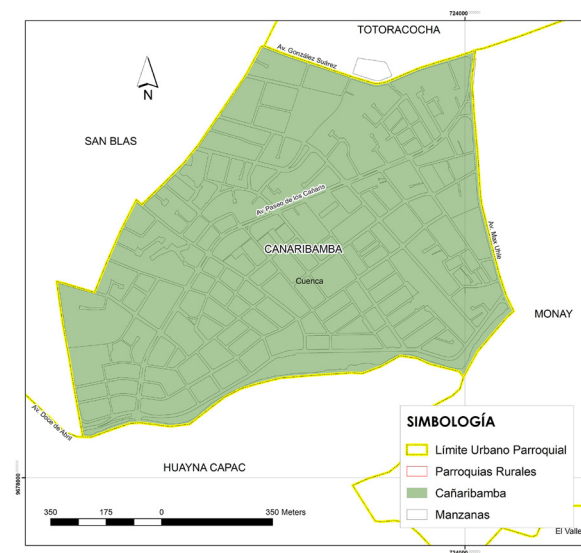 724000
TOTORACOCHA
Av. González Suárez
N
SAN BLAS
Av. Paseo de los Cañaris
Av. Max Uhle
CANARIBAMBA
Cuenca
MONAY
Av. Doce de Abril
SIMBOLOGÍA
Límite Urbano Parroquial
Parroquias Rurales
Cañaribamba
Manzanas
HUAYNA CAPAC
9678000
350 175 0 350 Meters
El Valle
724000